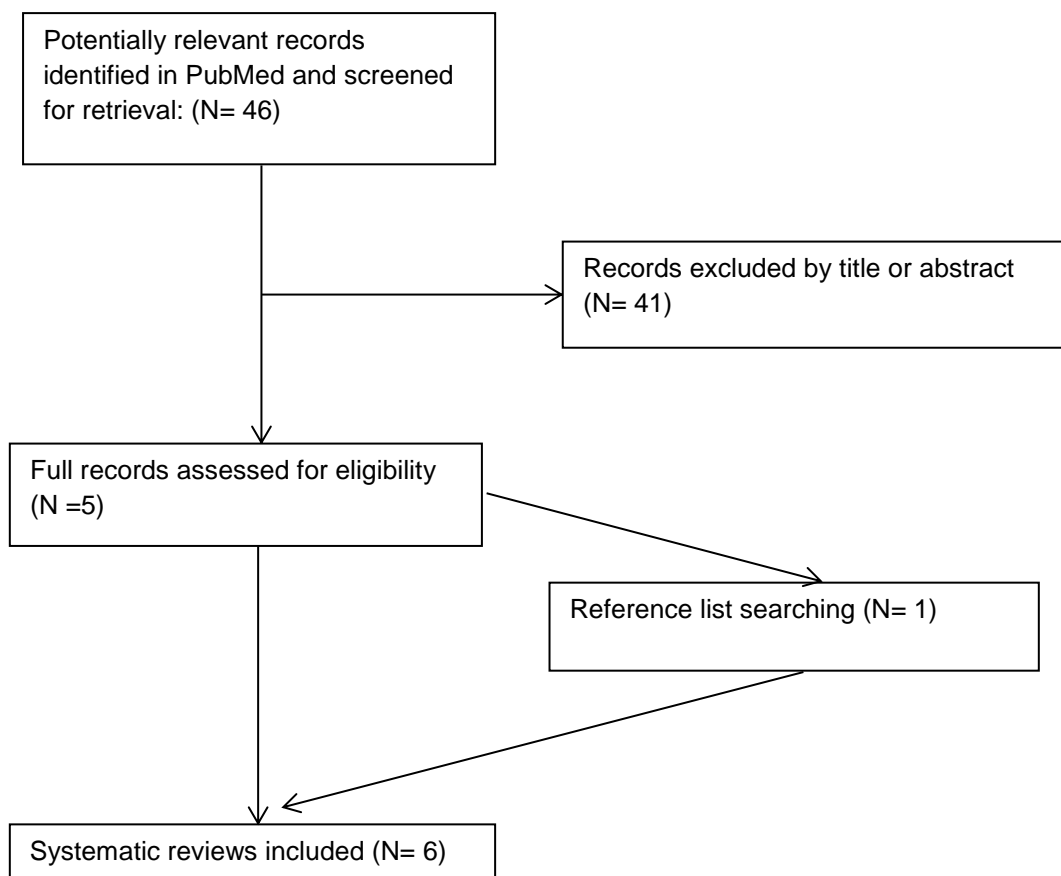 Potentially relevant records
identified in PubMed and screened
for retrieval: (N= 46)
Records excluded by title or abstract
(N= 41)
Full records assessed for eligibility
(N =5)
Reference list searching (N= 1)
Systematic reviews included (N= 6)